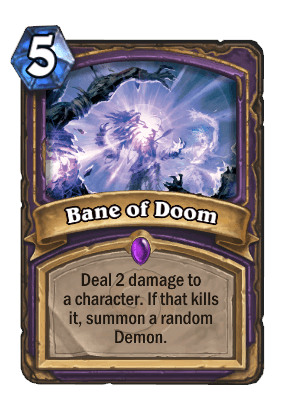 5
Bane of Doom
Deal 2 damage to
a character. If that kills
it, summon a random
Demon.